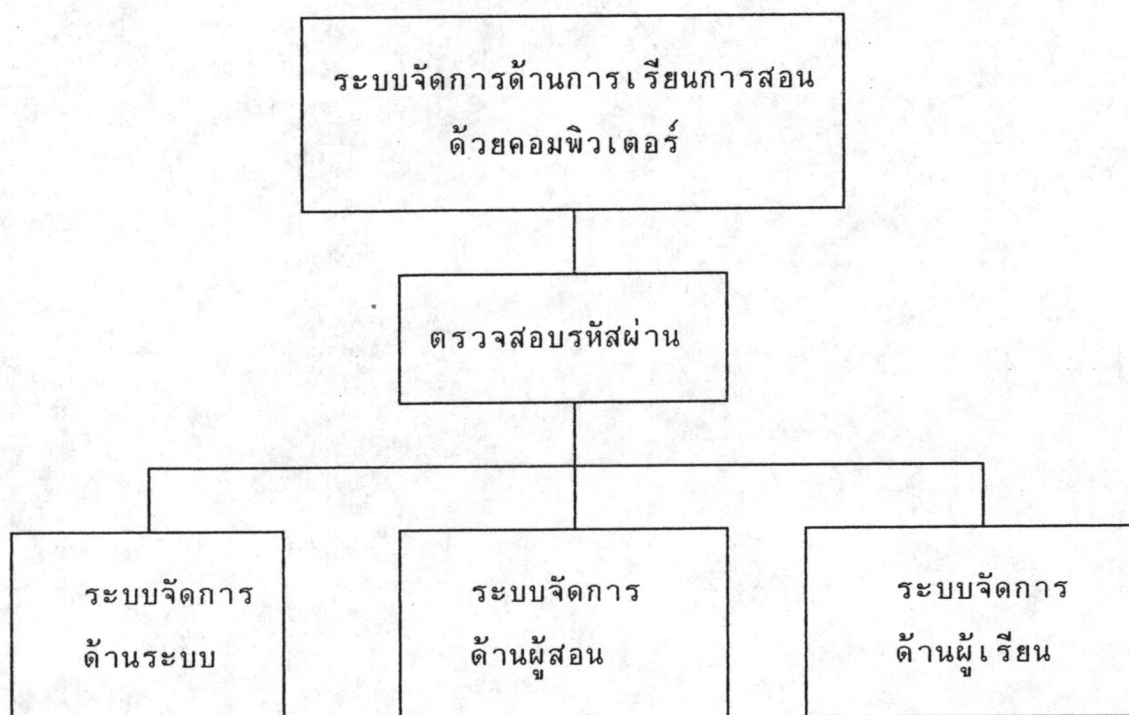 ระบบจัดการด้านการเรียนการสอน
ด้วยคอมพิวเตอร์
ตรวจสอบรหัสผ่าน
ระบบจัดการ
ด้านระบบ
ระบบจัดการ
ด้านผู้สอน
ระบบจัดการ
ด้านผู้เรียน